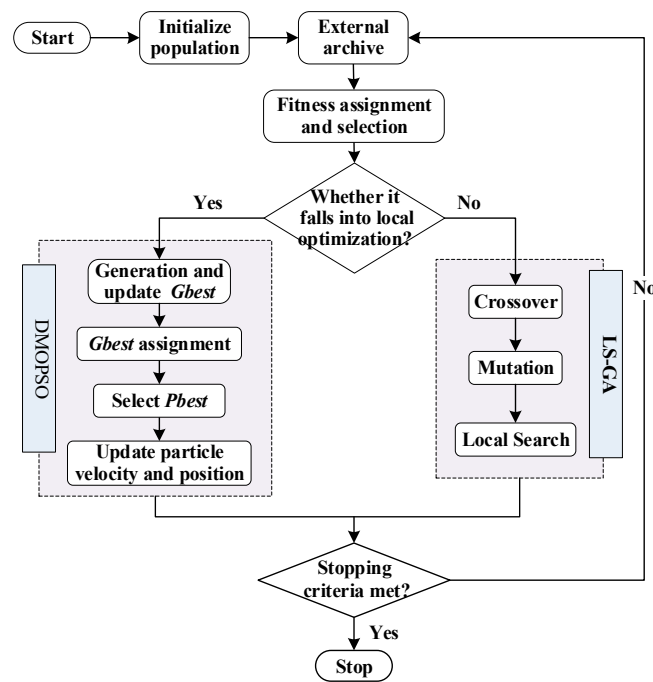 Start
Initialize
population
External
archive
Fitness assignment
and selection
Whether it
falls into local
optimization?
Yes
No
DMOPSO
Generation and
update Gbest
Gbest assignment
Select Pbest
Update particle
velocity and position
Crossover
Mutation
Local Search
LS-GA
No
Stopping
criteria met?
Yes
Stop